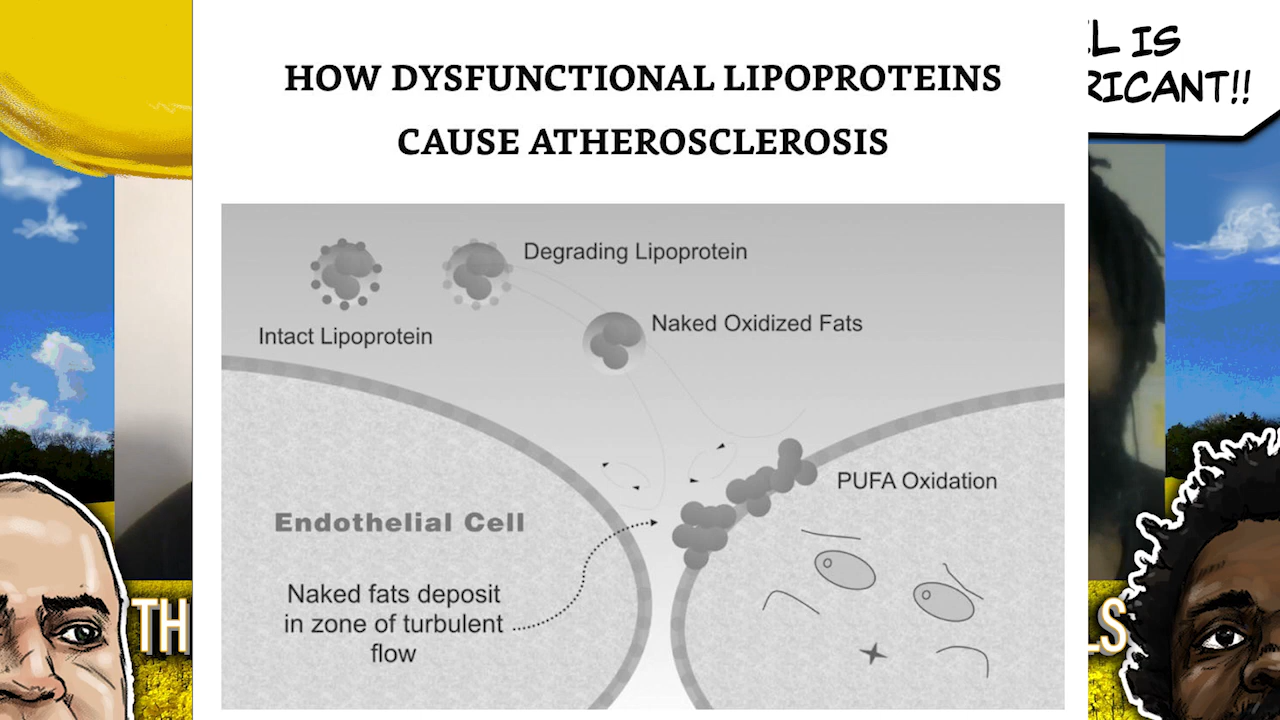 HOW DYSFUNCTIONAL LIPOPROTEINS
CAUSE ATHEROSCLEROSIS
Degrading Lipoprotein
Naked Oxidized Fats
Intact Lipoprotein
PUFA Oxidation
Endothelial Cell
Naked fats deposit
in zone of turbulent
flow
IS